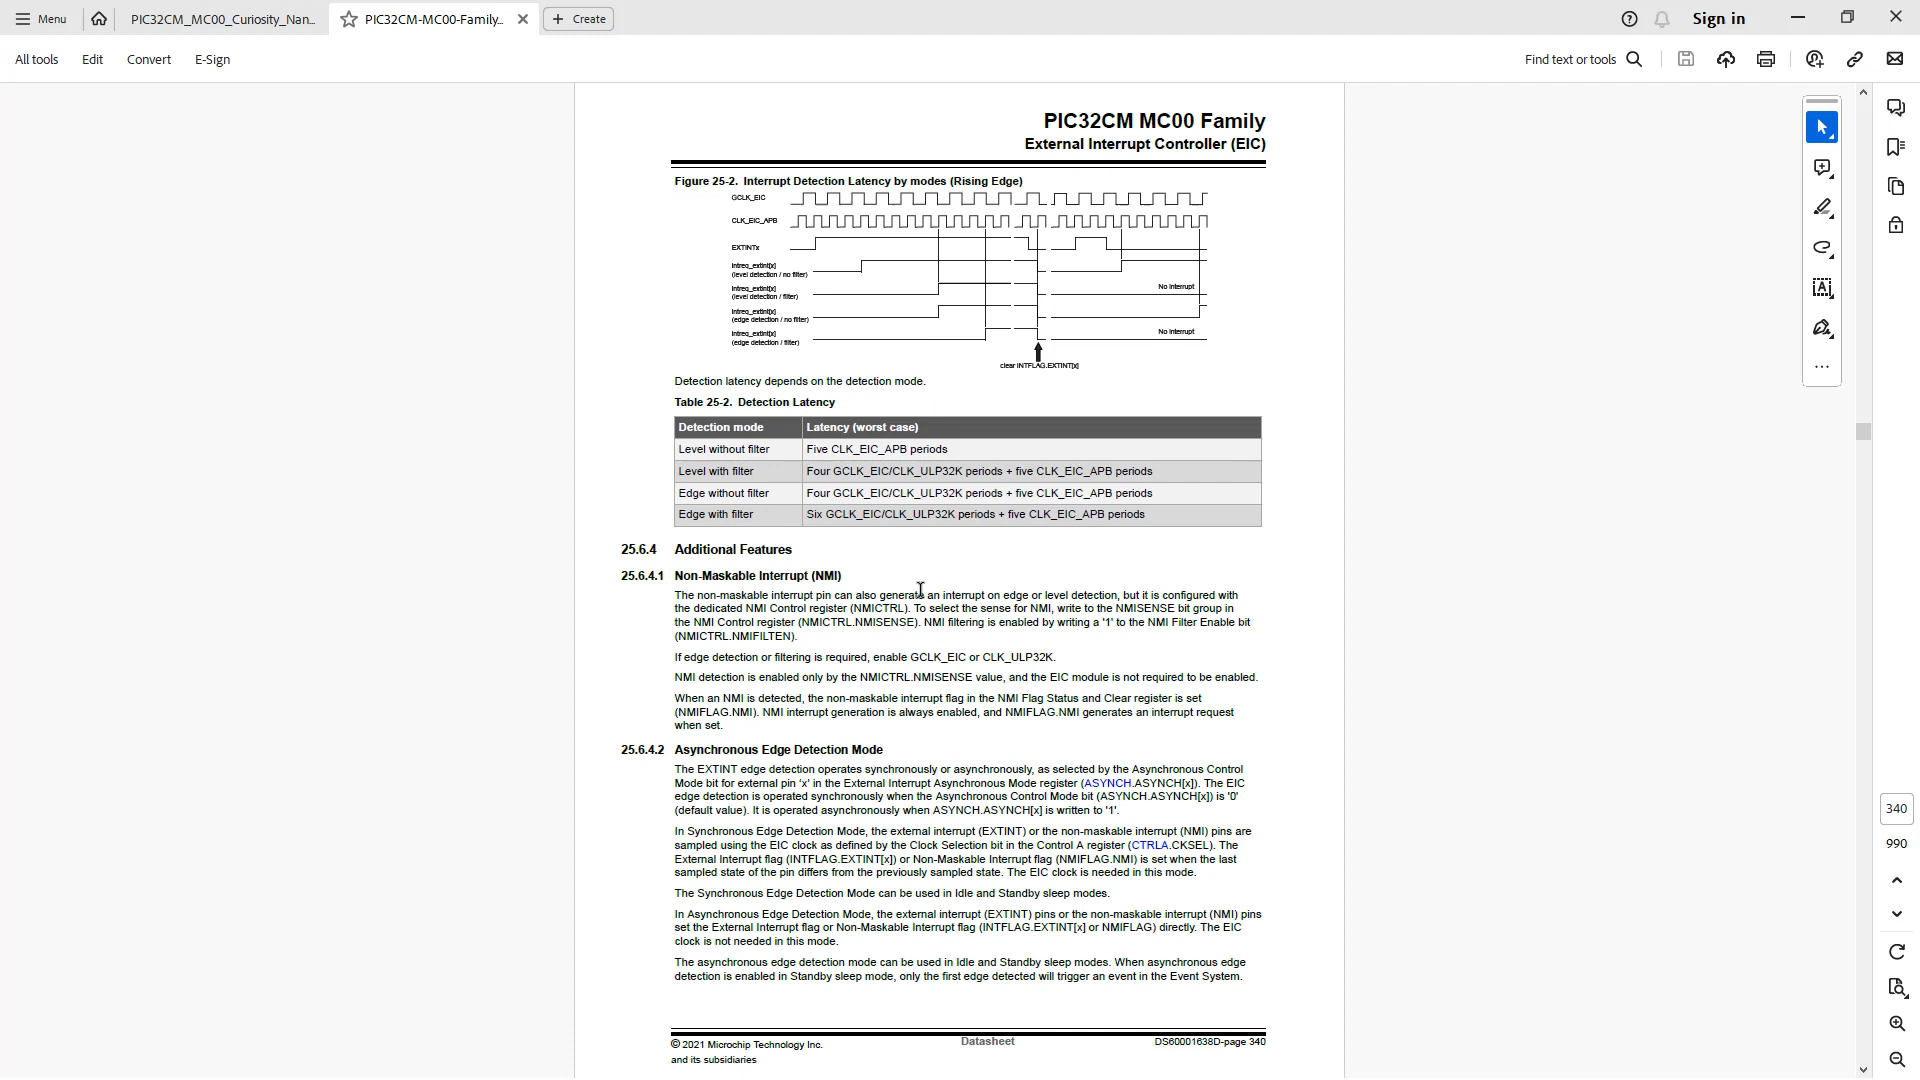 Menu
PIC32CM_MC00_Curiosity_Nan...
PIC32CM-MC00-Family...
Create
Sign in
All tools
Edit
Convert
E-Sign
Find text or tools
PIC32CM MC00 Family
External Interrupt Controller (EIC)
Figure 25-2. Interrupt Detection Latency by modes (Rising Edge)
GCLK_EIC
CLK_EIC_APB
EXTINTx
intreq_extint[x]
(level detection / no filter)
intreq_extint[x]
(level detection / filter)
No interrupt
intreq_extint[x]
(edge detection / no filter)
intreq_extint[x]
(edge detection / filter)
No interrupt
clear INTFLAG.EXTINT[x]
Detection latency depends on the detection mode.
Table 25-2. Detection Latency
Detection mode Latency (worst case)
Level without filter Five CLK_EIC_APB periods
Level with filter Four GCLK_EIC/CLK_ULP32K periods + five CLK_EIC_APB periods
Edge without filter Four GCLK_EIC/CLK_ULP32K periods + five CLK_EIC_APB periods
Edge with filter Six GCLK_EIC/CLK_ULP32K periods + five CLK_EIC_APB periods
25.6.4 Additional Features
25.6.4.1 Non-Maskable Interrupt (NMI)
The non-maskable interrupt pin can also generate an interrupt on edge or level detection, but it is configured with
the dedicated NMI Control register (NMICTRL). To select the sense for NMI, write to the NMISENSE bit group in
the NMI Control register (NMICTRL.NMISENSE). NMI filtering is enabled by writing a '1' to the NMI Filter Enable bit
(NMICTRL.NMIFILTEN).
If edge detection or filtering is required, enable GCLK_EIC or CLK_ULP32K.
NMI detection is enabled only by the NMICTRL.NMISENSE value, and the EIC module is not required to be enabled.
When an NMI is detected, the non-maskable interrupt flag in the NMI Flag Status and Clear register is set
(NMIFLAG.NMI). NMI interrupt generation is always enabled, and NMIFLAG.NMI generates an interrupt request
when set.
25.6.4.2 Asynchronous Edge Detection Mode
The EXTINT edge detection operates synchronously or asynchronously, as selected by the Asynchronous Control
Mode bit for external pin 'x' in the External Interrupt Asynchronous Mode register (ASYNCH.ASYNCH[x]). The EIC
edge detection is operated synchronously when the Asynchronous Control Mode bit (ASYNCH.ASYNCH[x]) is '0'
(default value). It is operated asynchronously when ASYNCH.ASYNCH[x] is written to '1'.
In Synchronous Edge Detection Mode, the external interrupt (EXTINT) or the non-maskable interrupt (NMI) pins are
sampled using the EIC clock as defined by the Clock Selection bit in the Control A register (CTRLA.CKSEL). The
External Interrupt flag (INTFLAG.EXTINT[x]) or Non-Maskable Interrupt flag (NMIFLAG.NMI) is set when the last
sampled state of the pin differs from the previously sampled state. The EIC clock is needed in this mode.
The Synchronous Edge Detection Mode can be used in Idle and Standby sleep modes.
In Asynchronous Edge Detection Mode, the external interrupt (EXTINT) pins or the non-maskable interrupt (NMI) pins
set the External Interrupt flag or Non-Maskable Interrupt flag (INTFLAG.EXTINT[x] or NMIFLAG) directly. The EIC
clock is not needed in this mode.
The asynchronous edge detection mode can be used in Idle and Standby sleep modes. When asynchronous edge
detection is enabled in Standby sleep mode, only the first edge detected will trigger an event in the Event System.
© 2021 Microchip Technology Inc.
and its subsidiaries
Datasheet
DS60001638D-page 340
340
990